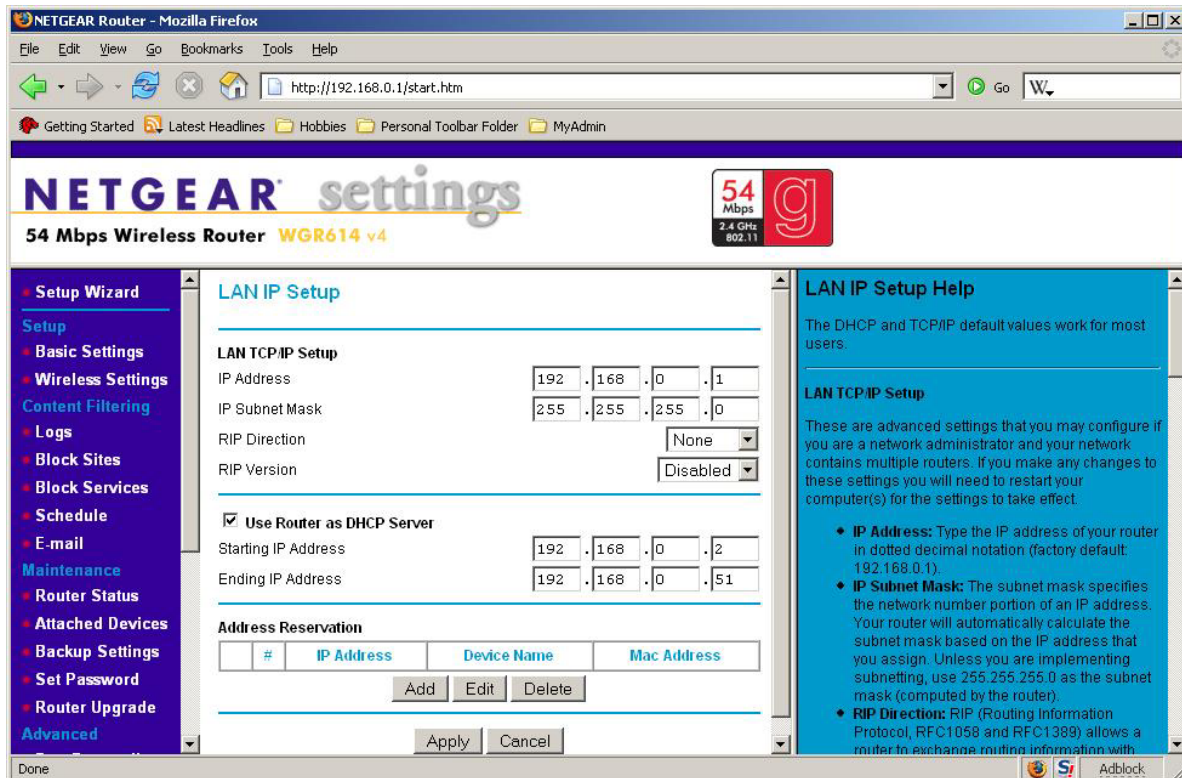 NETGEAR Router - Mozilla Firefox
File Edit View Go Bookmarks Tools Help
http://192.168.0.1/start.htm
Go
W
Getting Started Latest Headlines Hobbies Personal Toolbar Folder MyAdmin
NETGEAR settings
54 Mbps Wireless Router WGR614 v4
54 Mbps
2.4 GHz
802.11
g
Setup Wizard
Setup
Basic Settings
Wireless Settings
Content Filtering
Logs
Block Sites
Block Services
Schedule
E-mail
Maintenance
Router Status
Attached Devices
Backup Settings
Set Password
Router Upgrade
Advanced
LAN IP Setup
LAN TCP/IP Setup
IP Address 192 . 168 . 0 . 1
IP Subnet Mask 255 . 255 . 255 . 0
RIP Direction None
RIP Version Disabled
Use Router as DHCP Server
Starting IP Address 192 . 168 . 0 . 2
Ending IP Address 192 . 168 . 0 . 51
Address Reservation
# IP Address Device Name Mac Address
Add Edit Delete
Apply Cancel
LAN IP Setup Help
The DHCP and TCP/IP default values work for most
users.
LAN TCP/IP Setup
These are advanced settings that you may configure if
you are a network administrator and your network
contains multiple routers. If you make any changes to
these settings you will need to restart your
computer(s) for the settings to take effect.
IP Address: Type the IP address of your router
in dotted decimal notation (factory default:
192.168.0.1).
IP Subnet Mask: The subnet mask specifies
the network number portion of an IP address.
Your router will automatically calculate the
subnet mask based on the IP address that
you assign. Unless you are implementing
subnetting, use 255.255.255.0 as the subnet
mask (computed by the router).
RIP Direction: RIP (Routing Information
Protocol, RFC1058 and RFC1389) allows a
router to exchange routing information with
Done
Adblock